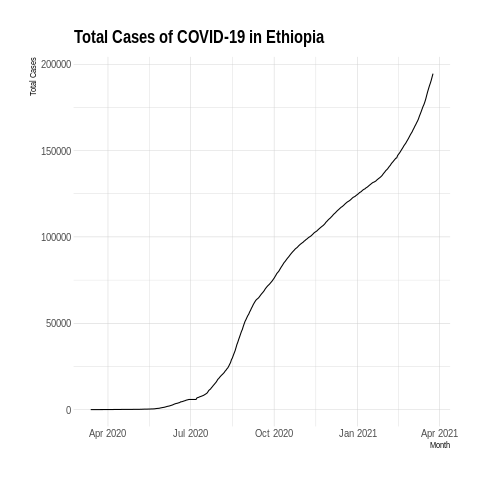 Total Cases of COVID-19 in Ethiopia
Total Cases
200000
150000
100000
50000
0
Apr 2020 Jul 2020 Oct 2020 Jan 2021 Apr 2021
Month